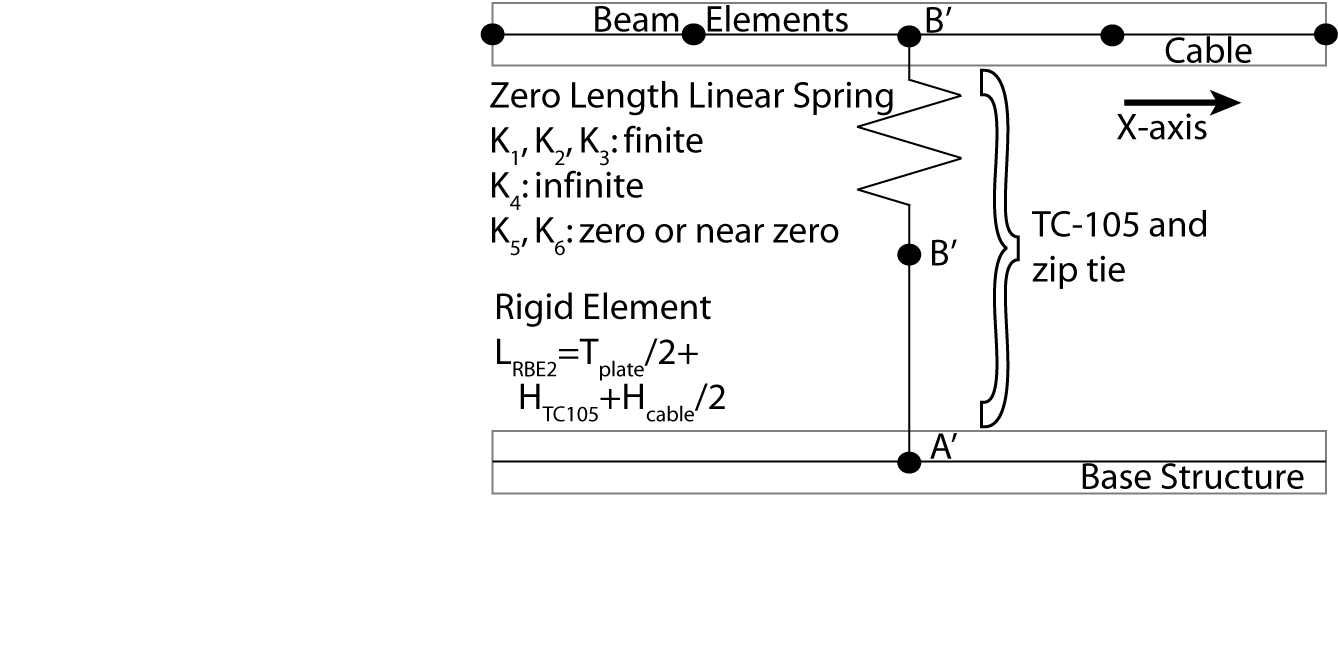 Beam Elements B′
Cable
Zero Length Linear Spring
K1, K2, K3: finite
K4: infinite
K5, K6: zero or near zero
X-axis
TC-105 and
zip tie
B′
Rigid Element
LRBE2=Tplate/2+
HTC105+Hcable/2
A′
Base Structure